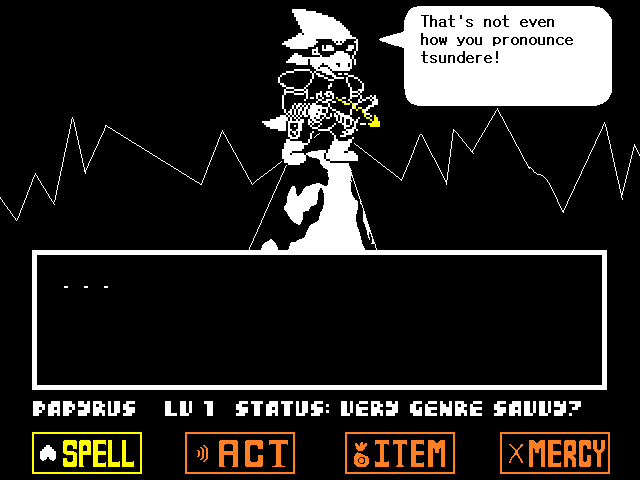 That's not even
how you pronounce
tsundere!
- - -
PAPYRUS LV 1 STATUS: VERY GENRE SAVVY?
SPELL ACT ITEM MERCY